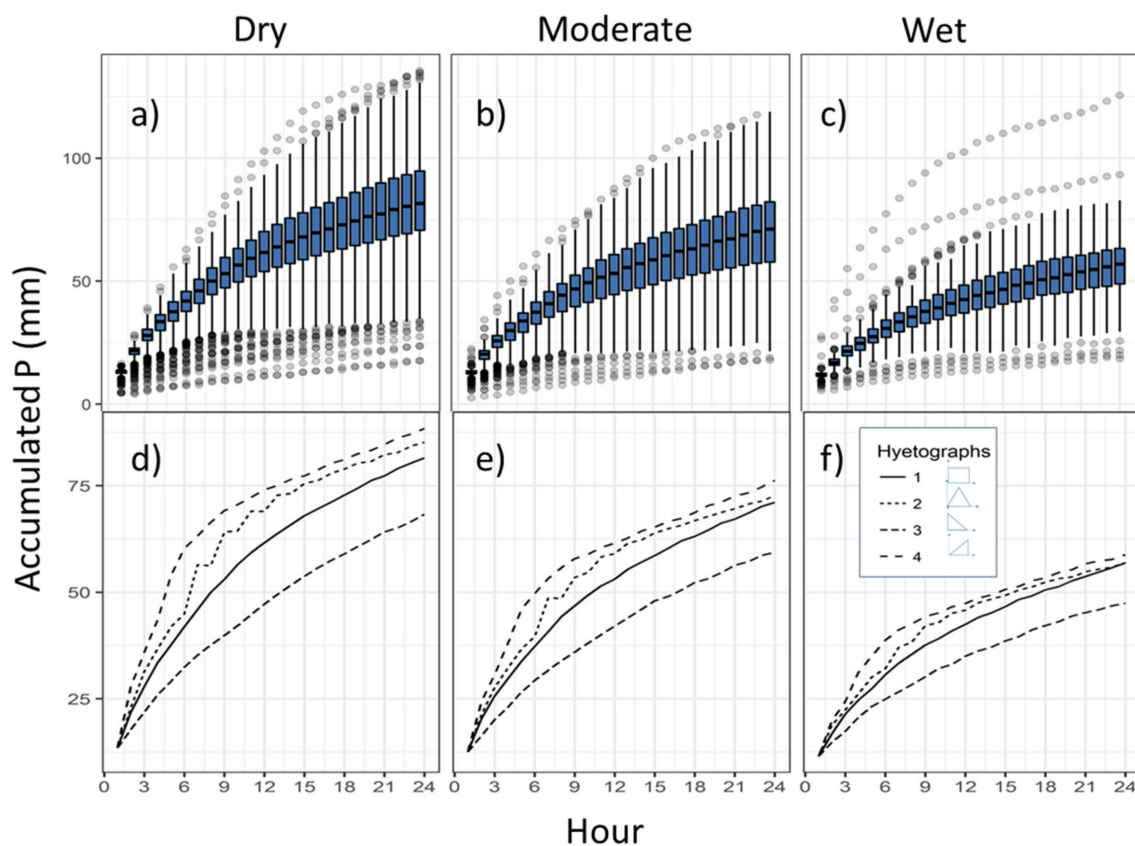 Dry Moderate Wet
a) b) c)
100
50
0
Accumulated P (mm)
d) e) f)
75
50
25
Hyetographs
1
2
3
4
0 3 6 9 12 15 18 21 24 0 3 6 9 12 15 18 21 24 0 3 6 9 12 15 18 21 24
Hour